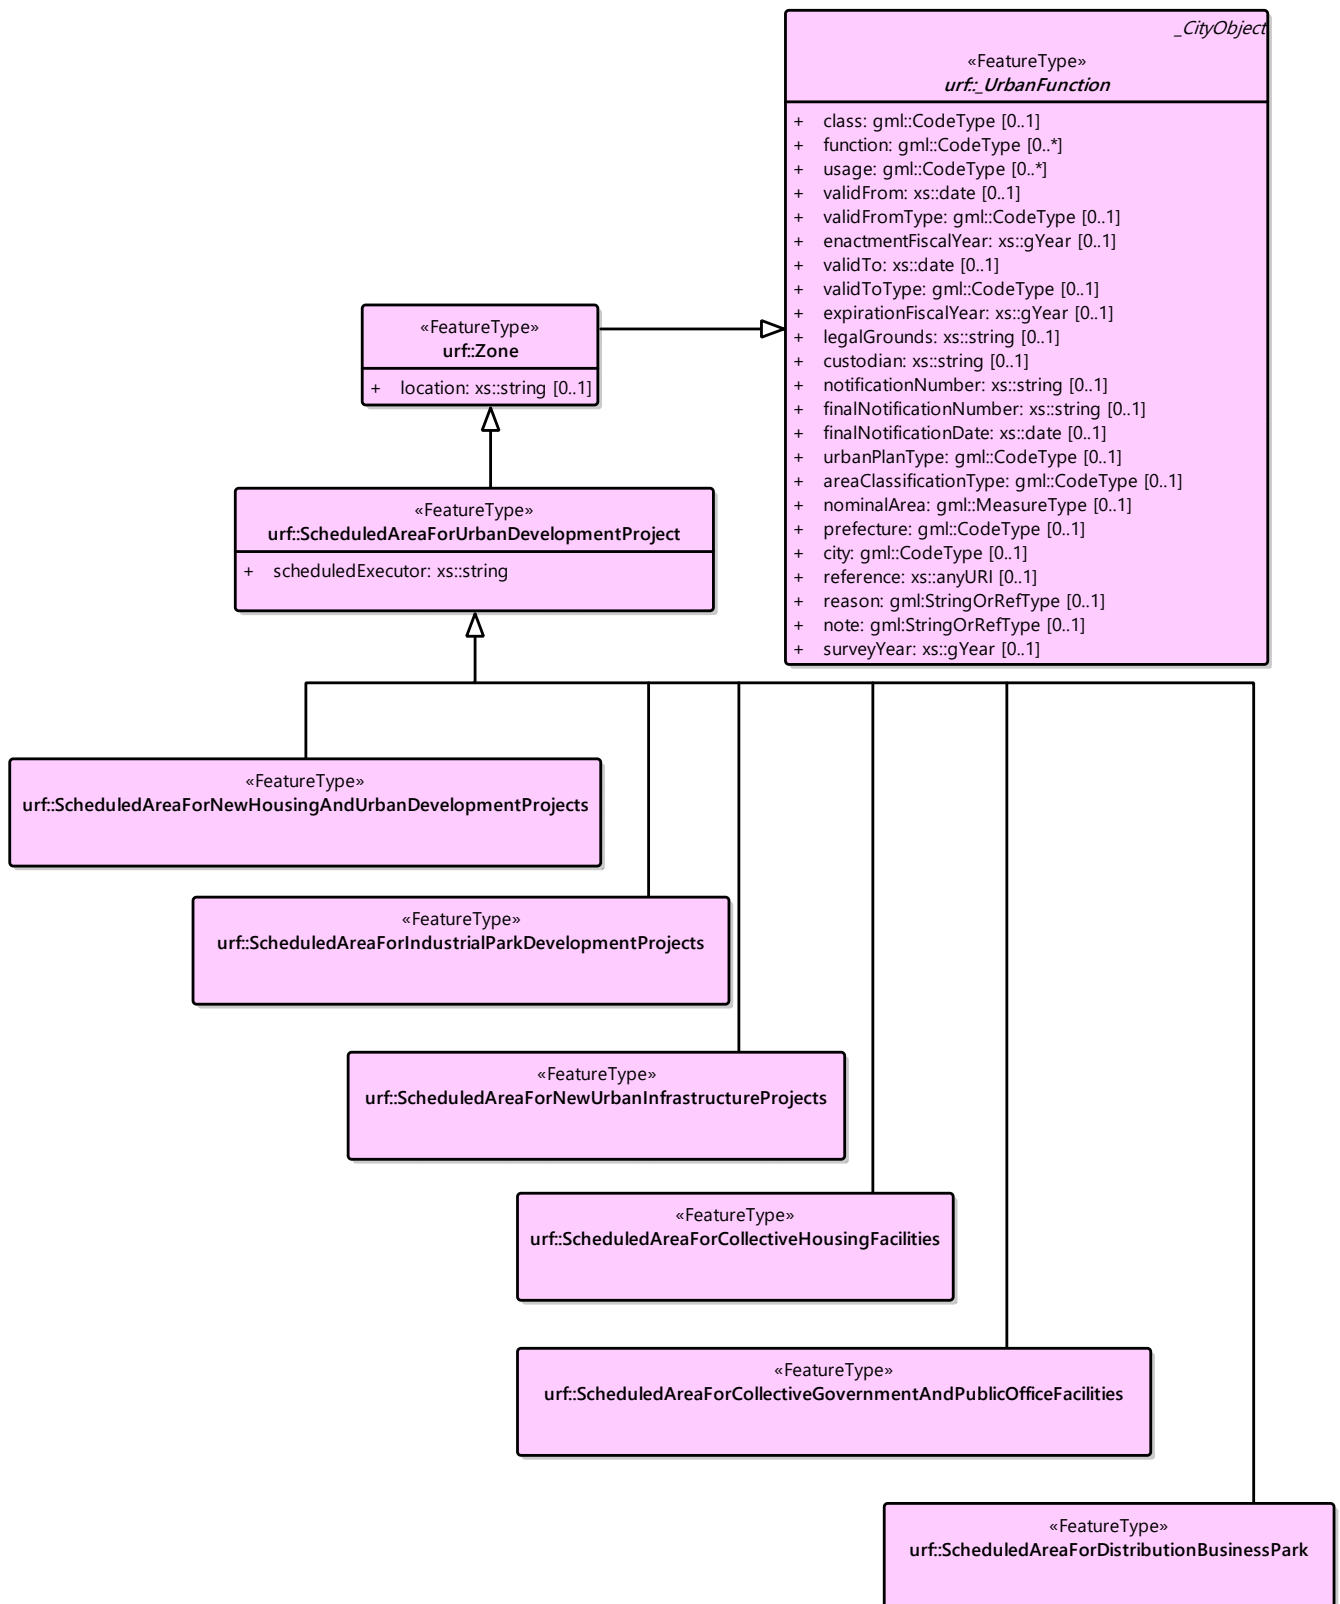 _CityObject
«FeatureType»
urf::_UrbanFunction
+ class: gml::CodeType [0..1]
+ function: gml::CodeType [0..*]
+ usage: gml::CodeType [0..*]
+ validFrom: xs::date [0..1]
+ validFromType: gml::CodeType [0..1]
+ enactmentFiscalYear: xs::gYear [0..1]
+ validTo: xs::date [0..1]
+ validToType: gml::CodeType [0..1]
+ expirationFiscalYear: xs::gYear [0..1]
+ legalGrounds: xs::string [0..1]
+ custodian: xs::string [0..1]
+ notificationNumber: xs::string [0..1]
+ finalNotificationNumber: xs::string [0..1]
+ finalNotificationDate: xs::date [0..1]
+ urbanPlanType: gml::CodeType [0..1]
+ areaClassificationType: gml::CodeType [0..1]
+ nominalArea: gml::MeasureType [0..1]
+ prefecture: gml::CodeType [0..1]
+ city: gml::CodeType [0..1]
+ reference: xs::anyURI [0..1]
+ reason: gml:StringOrRefType [0..1]
+ note: gml:StringOrRefType [0..1]
+ surveyYear: xs::gYear [0..1]
«FeatureType»
urf::Zone
+ location: xs::string [0..1]
«FeatureType»
urf::ScheduledAreaForUrbanDevelopmentProject
+ scheduledExecutor: xs::string
«FeatureType»
urf::ScheduledAreaForNewHousingAndUrbanDevelopmentProjects
«FeatureType»
urf::ScheduledAreaForIndustrialParkDevelopmentProjects
«FeatureType»
urf::ScheduledAreaForNewUrbanInfrastructureProjects
«FeatureType»
urf::ScheduledAreaForCollectiveHousingFacilities
«FeatureType»
urf::ScheduledAreaForCollectiveGovernmentAndPublicOfficeFacilities
«FeatureType»
urf::ScheduledAreaForDistributionBusinessPark